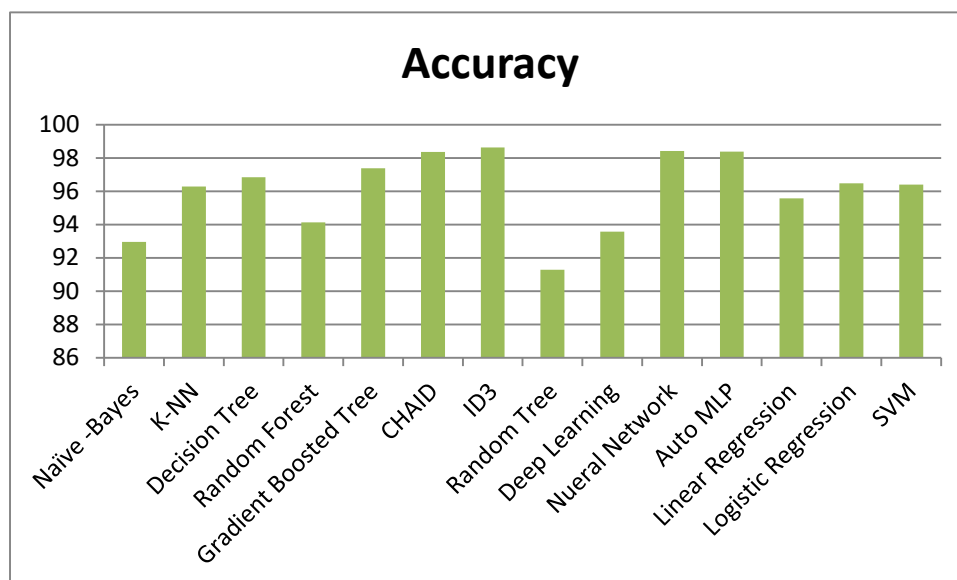 Accuracy
100
98
96
94
92
90
88
86
Naïve -Bayes
K-NN
Decision Tree
Random Forest
Gradient Boosted Tree
CHAID
ID3
Random Tree
Deep Learning
Nueral Network
Auto MLP
Linear Regression
Logistic Regression
SVM